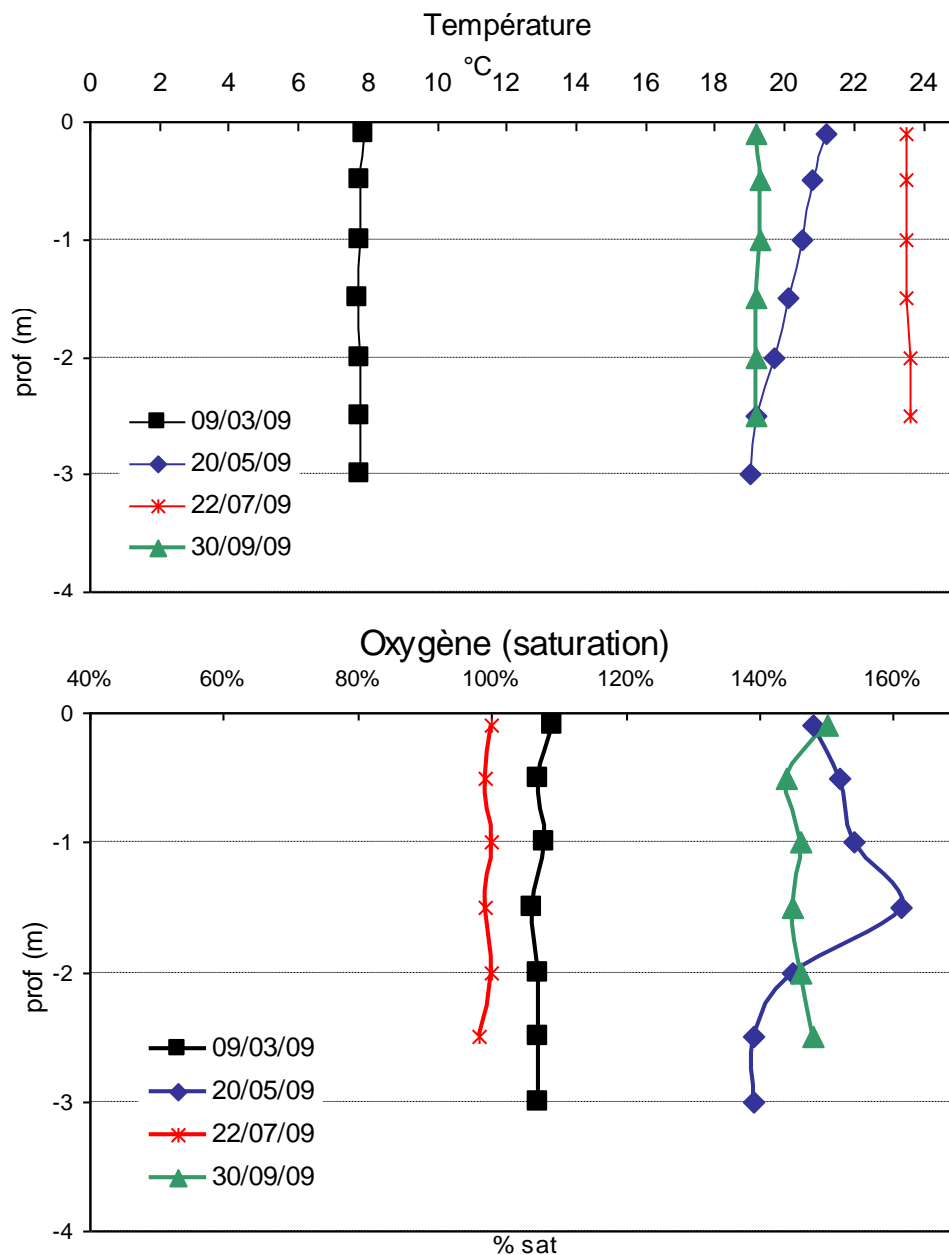 Température
°C
0 2 4 6 8 10 12 14 16 18 20 22 24
0
-1
-2
-3
-4
prof (m)
09/03/09
20/05/09
22/07/09
30/09/09
Oxygène (saturation)
40% 60% 80% 100% 120% 140% 160%
0
-1
-2
-3
-4
prof (m)
09/03/09
20/05/09
22/07/09
30/09/09
% sat